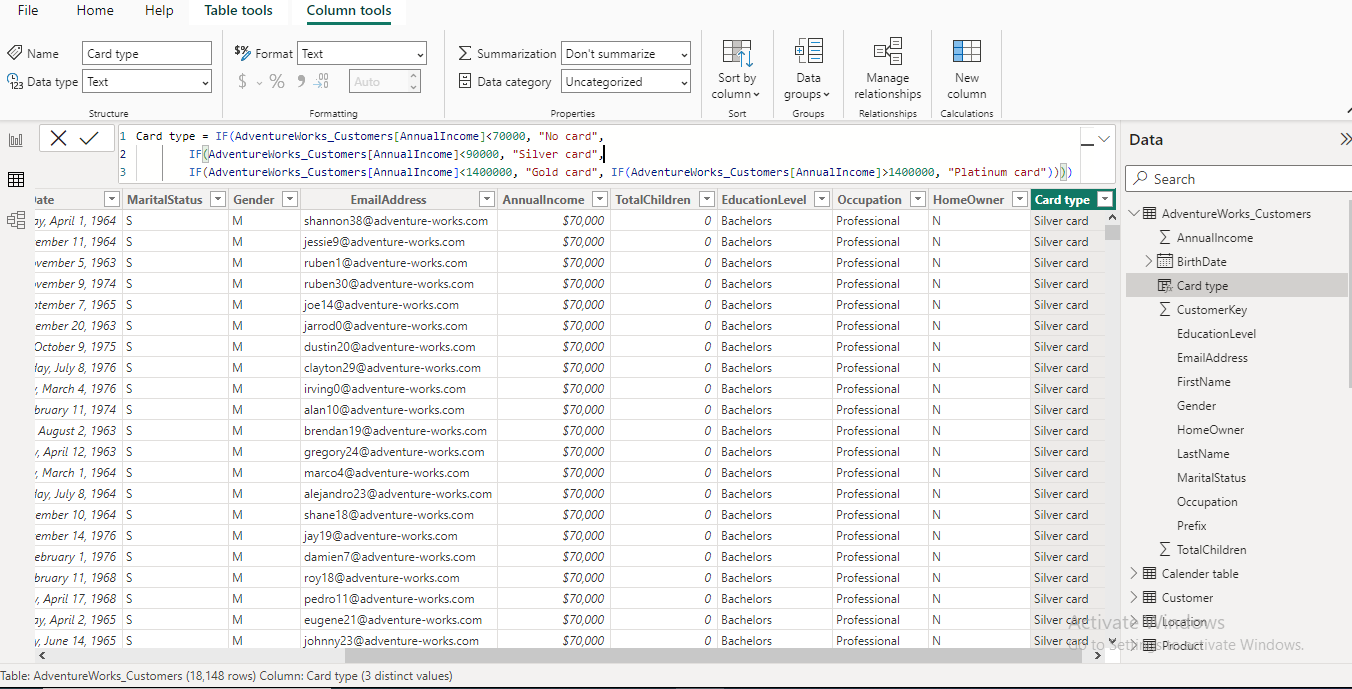 File Home Help Table tools Column tools
Name Card type
Data type Text
Structure
$% Format Text
$ % Auto
Formatting
Summarization Don't summarize
Data category Uncategorized
Properties
Sort by column
Sort
Data groups
Groups
Manage relationships
Relationships
New column
Calculations
1 Card type = IF(AdventureWorks_Customers[AnnualIncome]<70000, "No card",
2 IF(AdventureWorks_Customers[AnnualIncome]<90000, "Silver card",
3 IF(AdventureWorks_Customers[AnnualIncome]<1400000, "Gold card", IF(AdventureWorks_Customers[AnnualIncome]>1400000, "Platinum card"))))
MaritalStatus Gender EmailAddress AnnualIncome TotalChildren EducationLevel Occupation HomeOwner Card type
ay, April 1, 1964 S M shannon38@adventure-works.com $70,000 0 Bachelors Professional N Silver card
vember 11, 1964 S M jessie9@adventure-works.com $70,000 0 Bachelors Professional N Silver card
vember 5, 1963 S M ruben1@adventure-works.com $70,000 0 Bachelors Professional N Silver card
vember 9, 1974 S M ruben30@adventure-works.com $70,000 0 Bachelors Professional N Silver card
ptember 7, 1965 S M joe14@adventure-works.com $70,000 0 Bachelors Professional N Silver card
ember 20, 1963 S M jarrod0@adventure-works.com $70,000 0 Bachelors Professional N Silver card
October 9, 1975 S M dustin20@adventure-works.com $70,000 0 Bachelors Professional N Silver card
day, July 8, 1976 S M clayton29@adventure-works.com $70,000 0 Bachelors Professional N Silver card
y, March 4, 1976 S M irving0@adventure-works.com $70,000 0 Bachelors Professional N Silver card
bruary 11, 1974 S M alan10@adventure-works.com $70,000 0 Bachelors Professional N Silver card
, August 2, 1963 S M brendan19@adventure-works.com $70,000 0 Bachelors Professional N Silver card
y, April 12, 1963 S M gregory24@adventure-works.com $70,000 0 Bachelors Professional N Silver card
y, March 1, 1964 S M marco4@adventure-works.com $70,000 0 Bachelors Professional N Silver card
day, July 8, 1964 S M alejandro23@adventure-works.com $70,000 0 Bachelors Professional N Silver card
ember 10, 1964 S M shane18@adventure-works.com $70,000 0 Bachelors Professional N Silver card
ember 14, 1976 S M jay19@adventure-works.com $70,000 0 Bachelors Professional N Silver card
ebruary 1, 1976 S M damien7@adventure-works.com $70,000 0 Bachelors Professional N Silver card
bruary 11, 1968 S M roy18@adventure-works.com $70,000 0 Bachelors Professional N Silver card
y, April 17, 1968 S M pedro11@adventure-works.com $70,000 0 Bachelors Professional N Silver card
ay, April 2, 1965 S M eugene21@adventure-works.com $70,000 0 Bachelors Professional N Silver card
y, June 14, 1965 S M johnny23@adventure-works.com $70,000 0 Bachelors Professional N Silver card
Data
Search
AdventureWorks_Customers
AnnualIncome
BirthDate
Card type
CustomerKey
EducationLevel
EmailAddress
FirstName
Gender
HomeOwner
LastName
MaritalStatus
Occupation
Prefix
TotalChildren
Calender table
Customer
Location
Product
Activate Windows
Go to Settings to activate Windows.
Table: AdventureWorks_Customers (18,148 rows) Column: Card type (3 distinct values)